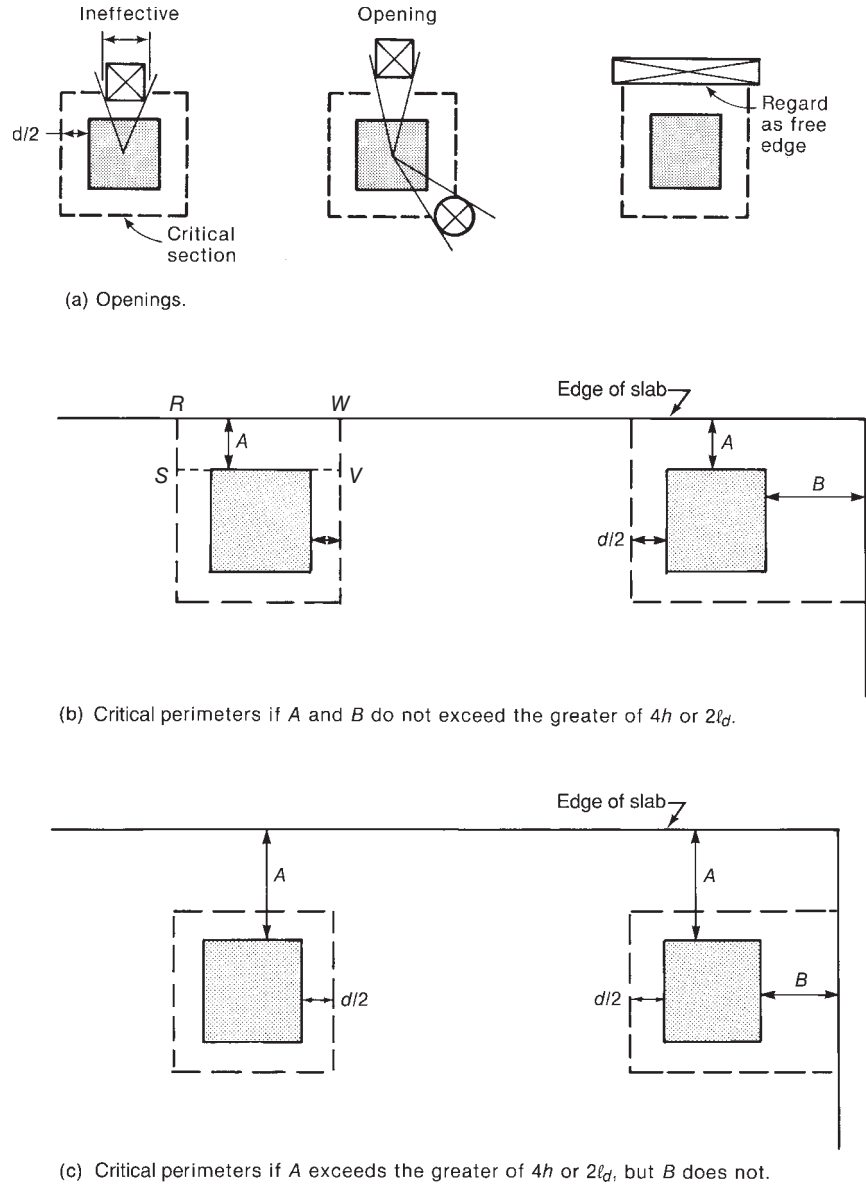 Ineffective
Opening
d/2
Regard
as free
edge
Critical
section
(a) Openings.
Edge of slab
R
W
A
A
S
V
B
d/2
(b) Critical perimeters if A and B do not exceed the greater of 4h or 2ℓd.
Edge of slab
A
A
B
d/2
d/2
(c) Critical perimeters if A exceeds the greater of 4h or 2ℓd, but B does not.